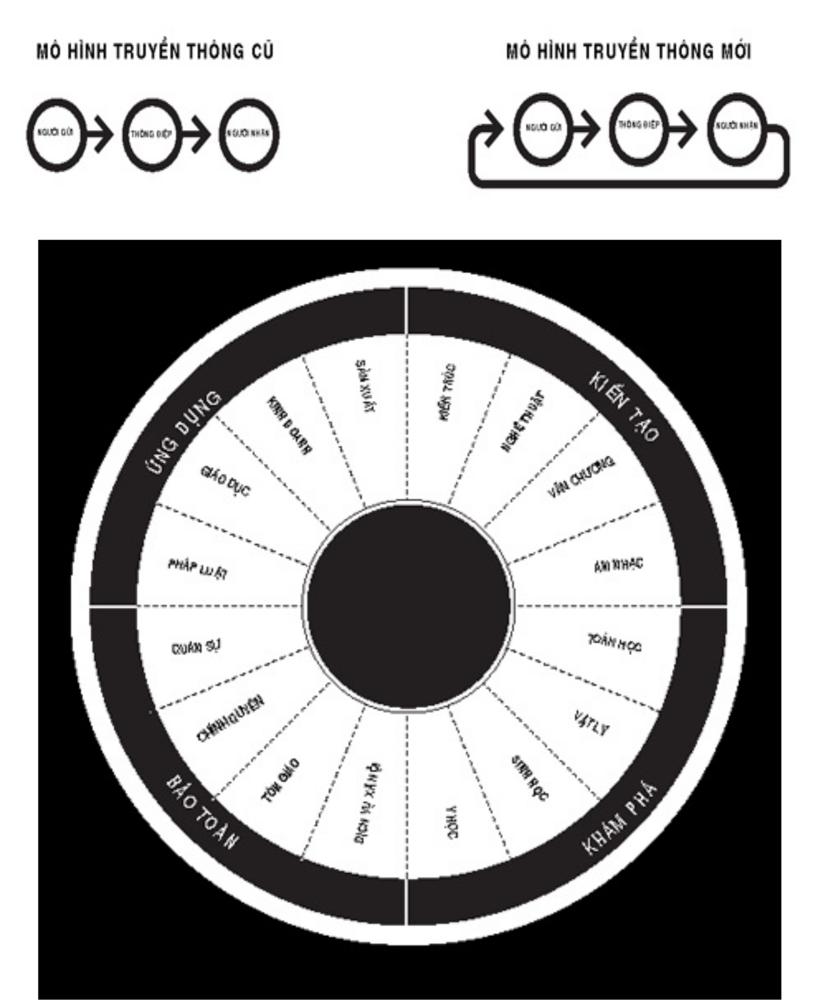 MÔ HÌNH TRUYỀN THÔNG CŨ
MÔ HÌNH TRUYỀN THÔNG MỚI
NGƯỜI GỬI
THÔNG ĐIỆP
NGƯỜI NHẬN
NGƯỜI GỬI
THÔNG ĐIỆP
NGƯỜI NHẬN
KIẾN TẠO
KIẾN TRÚC
NGHỆ THUẬT
VĂN CHƯƠNG
ÂM NHẠC
KHÁM PHÁ
TOÁN HỌC
VẬT LÝ
SINH HỌC
Y HỌC
BẢO TOÀN
DỊCH VỤ XÃ HỘI
TÔN GIÁO
CHÍNH QUYỀN
QUÂN SỰ
ỨNG DỤNG
PHÁP LUẬT
GIÁO DỤC
KINH DOANH
SẢN XUẤT